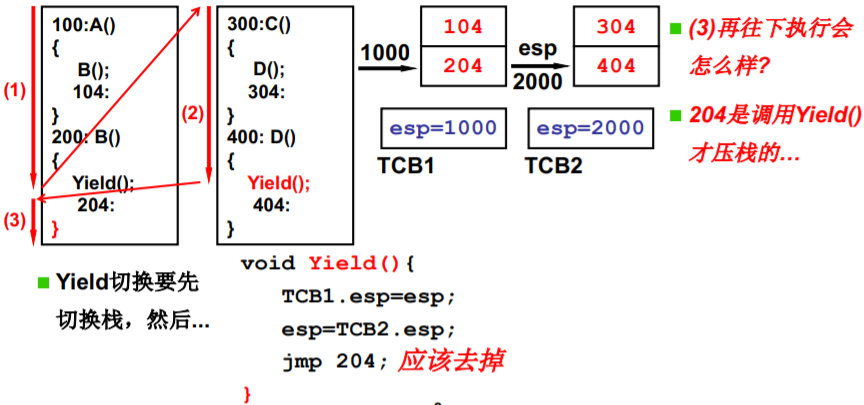 (1)
100:A()
{
B();
104:
}
200: B()
{
Yield();
204:
}
(3)
(2)
300:C()
{
D();
304:
}
400: D()
{
Yield();
404:
}
1000
104
204
esp=1000
TCB1
esp
2000
304
404
esp=2000
TCB2
(3)再往下执行会
怎么样?
204是调用Yield()
才压栈的...
Yield切换要先
切换栈，然后...
void Yield(){
TCB1.esp=esp;
esp=TCB2.esp;
jmp 204; 应该去掉
}